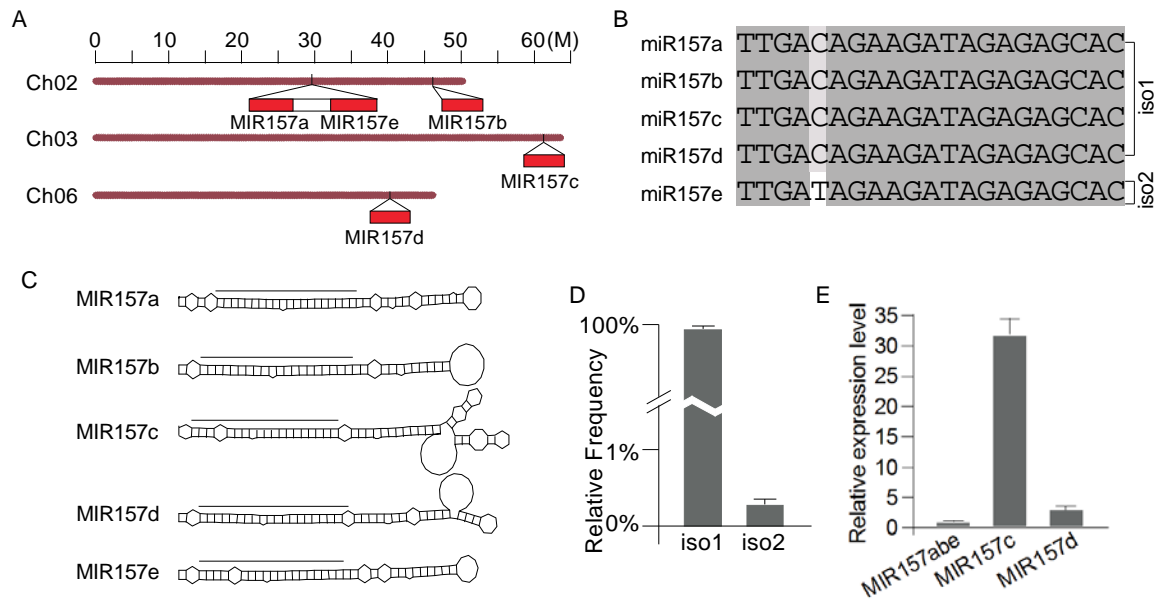 A
0 10 20 30 40 50 60 (M)
Ch02
MIR157a MIR157e MIR157b
Ch03
MIR157c
Ch06
MIR157d
B
miR157a TTGACAGAAGATAGAGAGCAC
miR157b TTGACAGAAGATAGAGAGCAC
miR157c TTGACAGAAGATAGAGAGCAC
miR157d TTGACAGAAGATAGAGAGCAC
miR157e TTGATAGAAGATAGAGAGCAC
iso1
iso2
C
MIR157a
MIR157b
MIR157c
MIR157d
MIR157e
D
Relative Frequency
100%
1%
0%
iso1 iso2
E
Relative expression level
35
30
25
20
15
10
5
0
MIR157abe MIR157c MIR157d